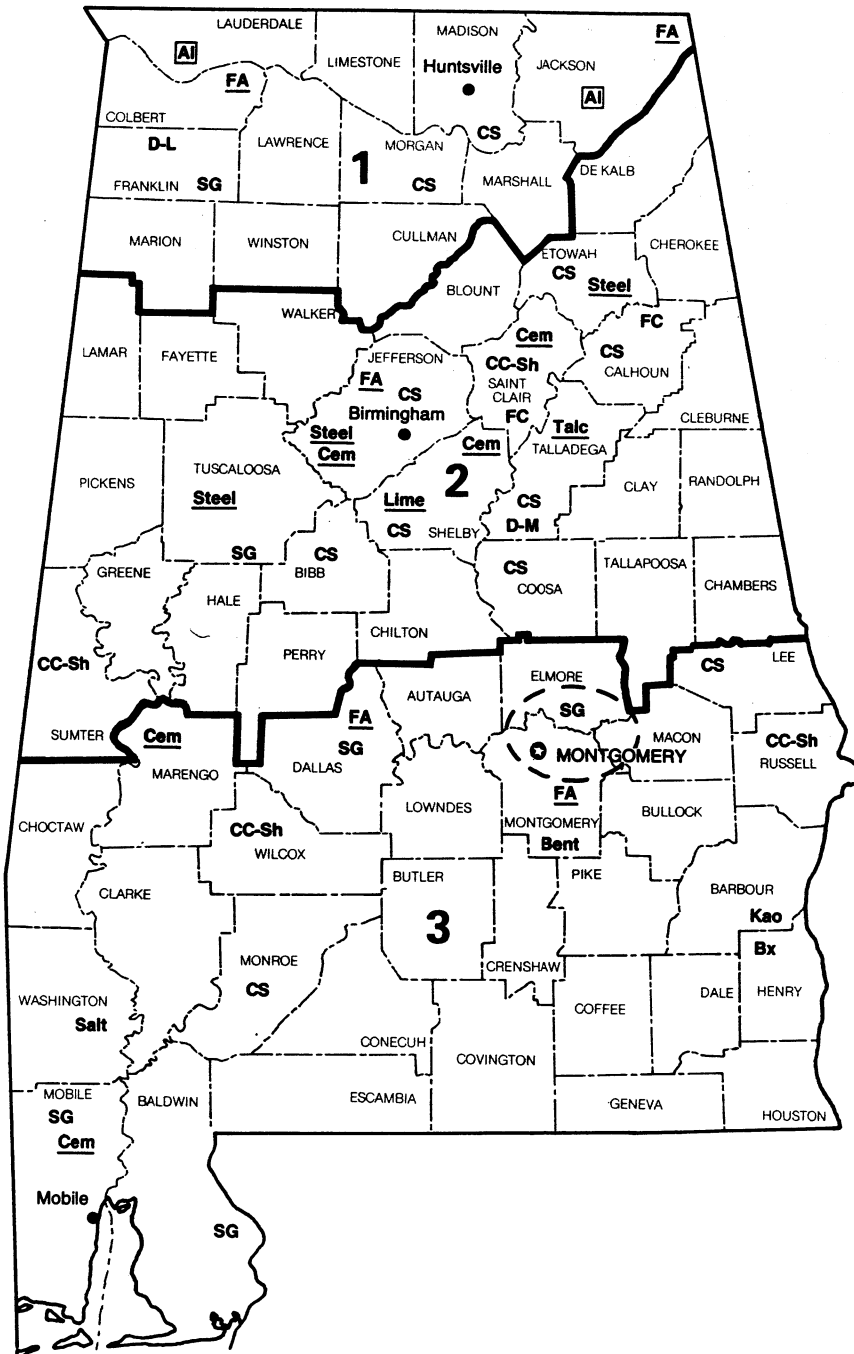 LAUDERDALE
MADISON
FA
Al
LIMESTONE
Huntsville
JACKSON
FA
Al
COLBERT
CS
D-L
LAWRENCE
MORGAN
1
DE KALB
FRANKLIN SG
CS
MARSHALL
MARION
WINSTON
CULLMAN
CHEROKEE
ETOWAH
CS
Steel
BLOUNT
WALKER
FC
Cem
LAMAR
FAYETTE
JEFFERSON
CC-Sh
CS
CALHOUN
FA
CS
SAINT
CLAIR
Birmingham
FC
CLEBURNE
Steel
Cem
Talc
TALLADEGA
Cem
TUSCALOOSA
PICKENS
2
CLAY
RANDOLPH
Steel
Lime
CS
CS
SHELBY
D-M
SG
CS
BIBB
GREENE
CS
COOSA
TALLAPOOSA
CHAMBERS
HALE
CHILTON
PERRY
CC-Sh
LEE
CS
ELMORE
AUTAUGA
FA
SG
SUMTER
Cem
SG
MACON
CC-Sh
RUSSELL
MONTGOMERY
DALLAS
MARENGO
FA
LOWNDES
BULLOCK
CHOCTAW
MONTGOMERY
CC-Sh
WILCOX
Bent
PIKE
BUTLER
BARBOUR
CLARKE
Kao
3
Bx
MONROE
CRENSHAW
CS
DALE
HENRY
WASHINGTON
COFFEE
Salt
CONECUH
COVINGTON
MOBILE
BALDWIN
ESCAMBIA
GENEVA
HOUSTON
SG
Cem
Mobile
SG